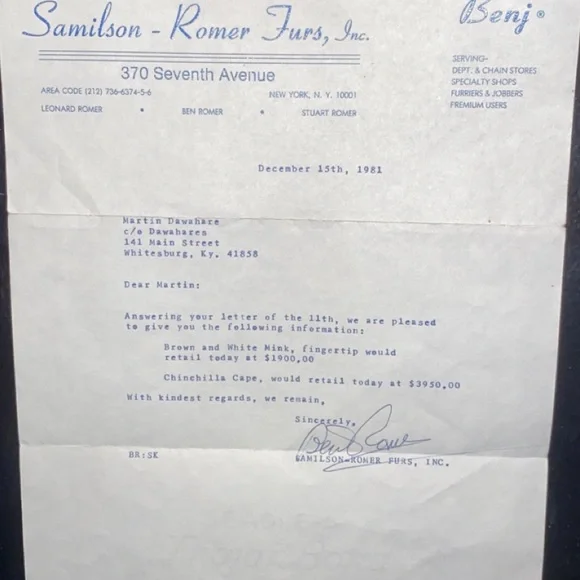 Samilson - Romer Furs, Inc.
Benj®
370 Seventh Avenue
SERVING-
DEPT. & CHAIN STORES
SPECIALTY SHOPS
FURRIERS & JOBBERS
PREMIUM USERS
AREA CODE (212) 736-6374-5-6
NEW YORK, N. Y. 10001
LEONARD ROMER • BEN ROMER • STUART ROMER
December 15th, 1981
Martin Dawahare
c/o Dawahares
141 Main Street
Whitesburg, Ky. 41858
Dear Martin:
Answering your letter of the 11th, we are pleased
to give you the following information:
Brown and White Mink, fingertip would
retail today at $1900,00
Chinchilla Cape, would retail today at $3950,00
With kindest regards, we remain,
Sincerely,
Ben Romer
SAMILSON-ROMER FURS, INC.
BR:SK